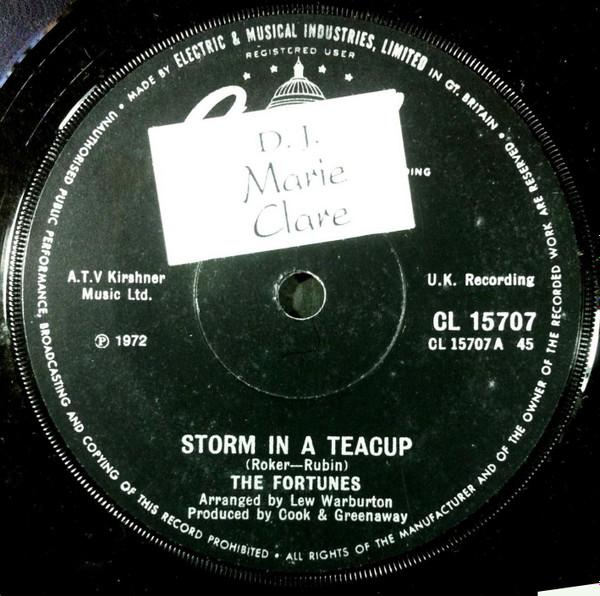 UNAUTHORISED PUBLIC PERFORMANCE, BROADCASTING AND COPYING OF THIS RECORD PROHIBITED • ALL RIGHTS OF THE MANUFACTURER AND OF THE OWNER OF THE RECORDED WORK ARE RESERVED •
MADE BY ELECTRIC & MUSICAL INDUSTRIES, LIMITED IN GT. BRITAIN •
REGISTERED USER
D.J.
Marie
Clare
A.T.V Kirshner
Music Ltd.
℗ 1972
U.K. Recording
CL 15707
CL 15707A 45
STORM IN A TEACUP
(Roker—Rubin)
THE FORTUNES
Arranged by Lew Warburton
Produced by Cook & Greenaway